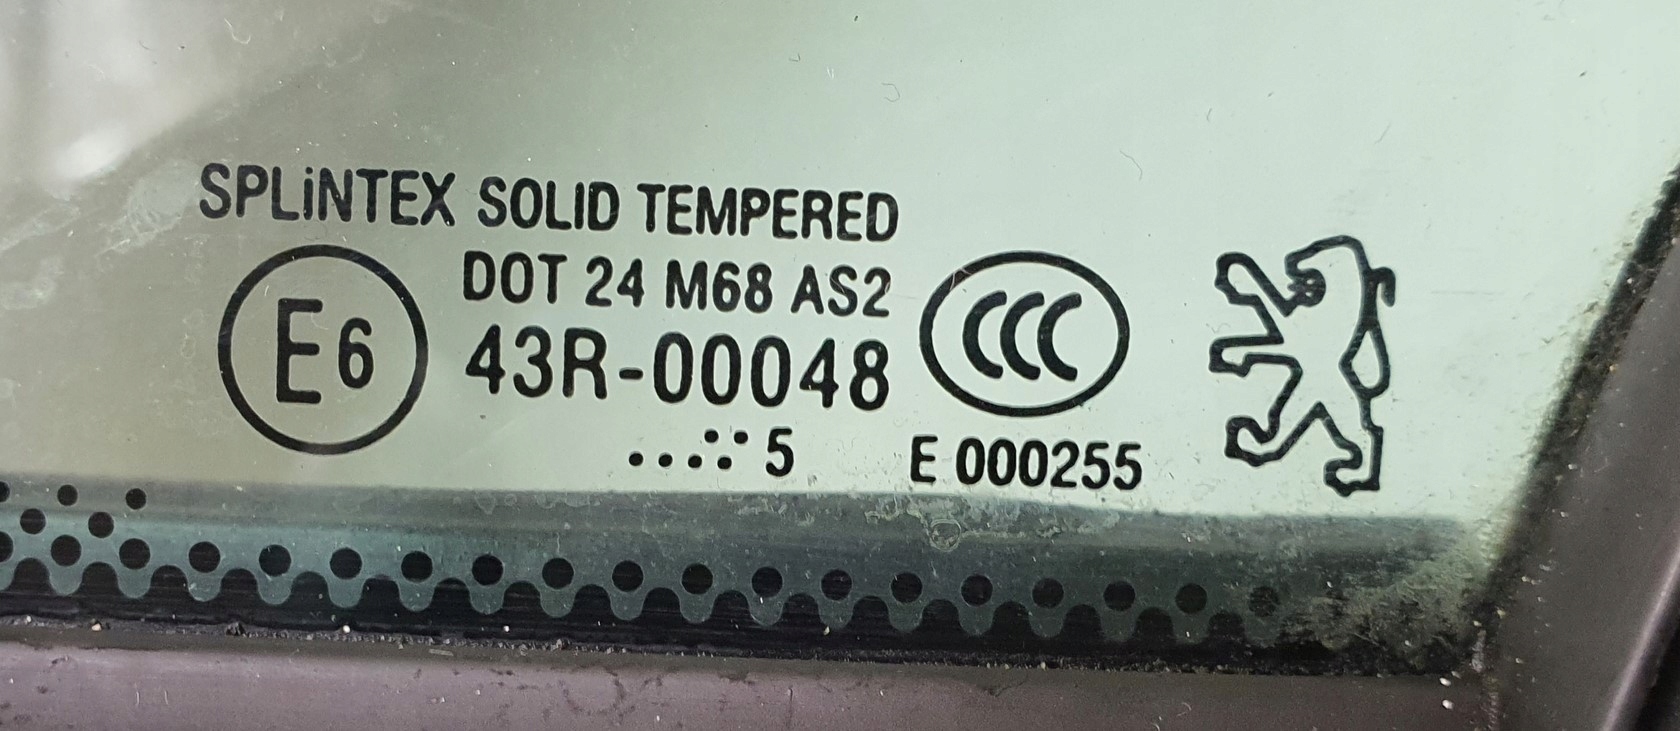 SPLiNTEX SOLID TEMPERED
E6
DOT 24 M68 AS2
43R-00048
CCC
.....:: 5
E 000255